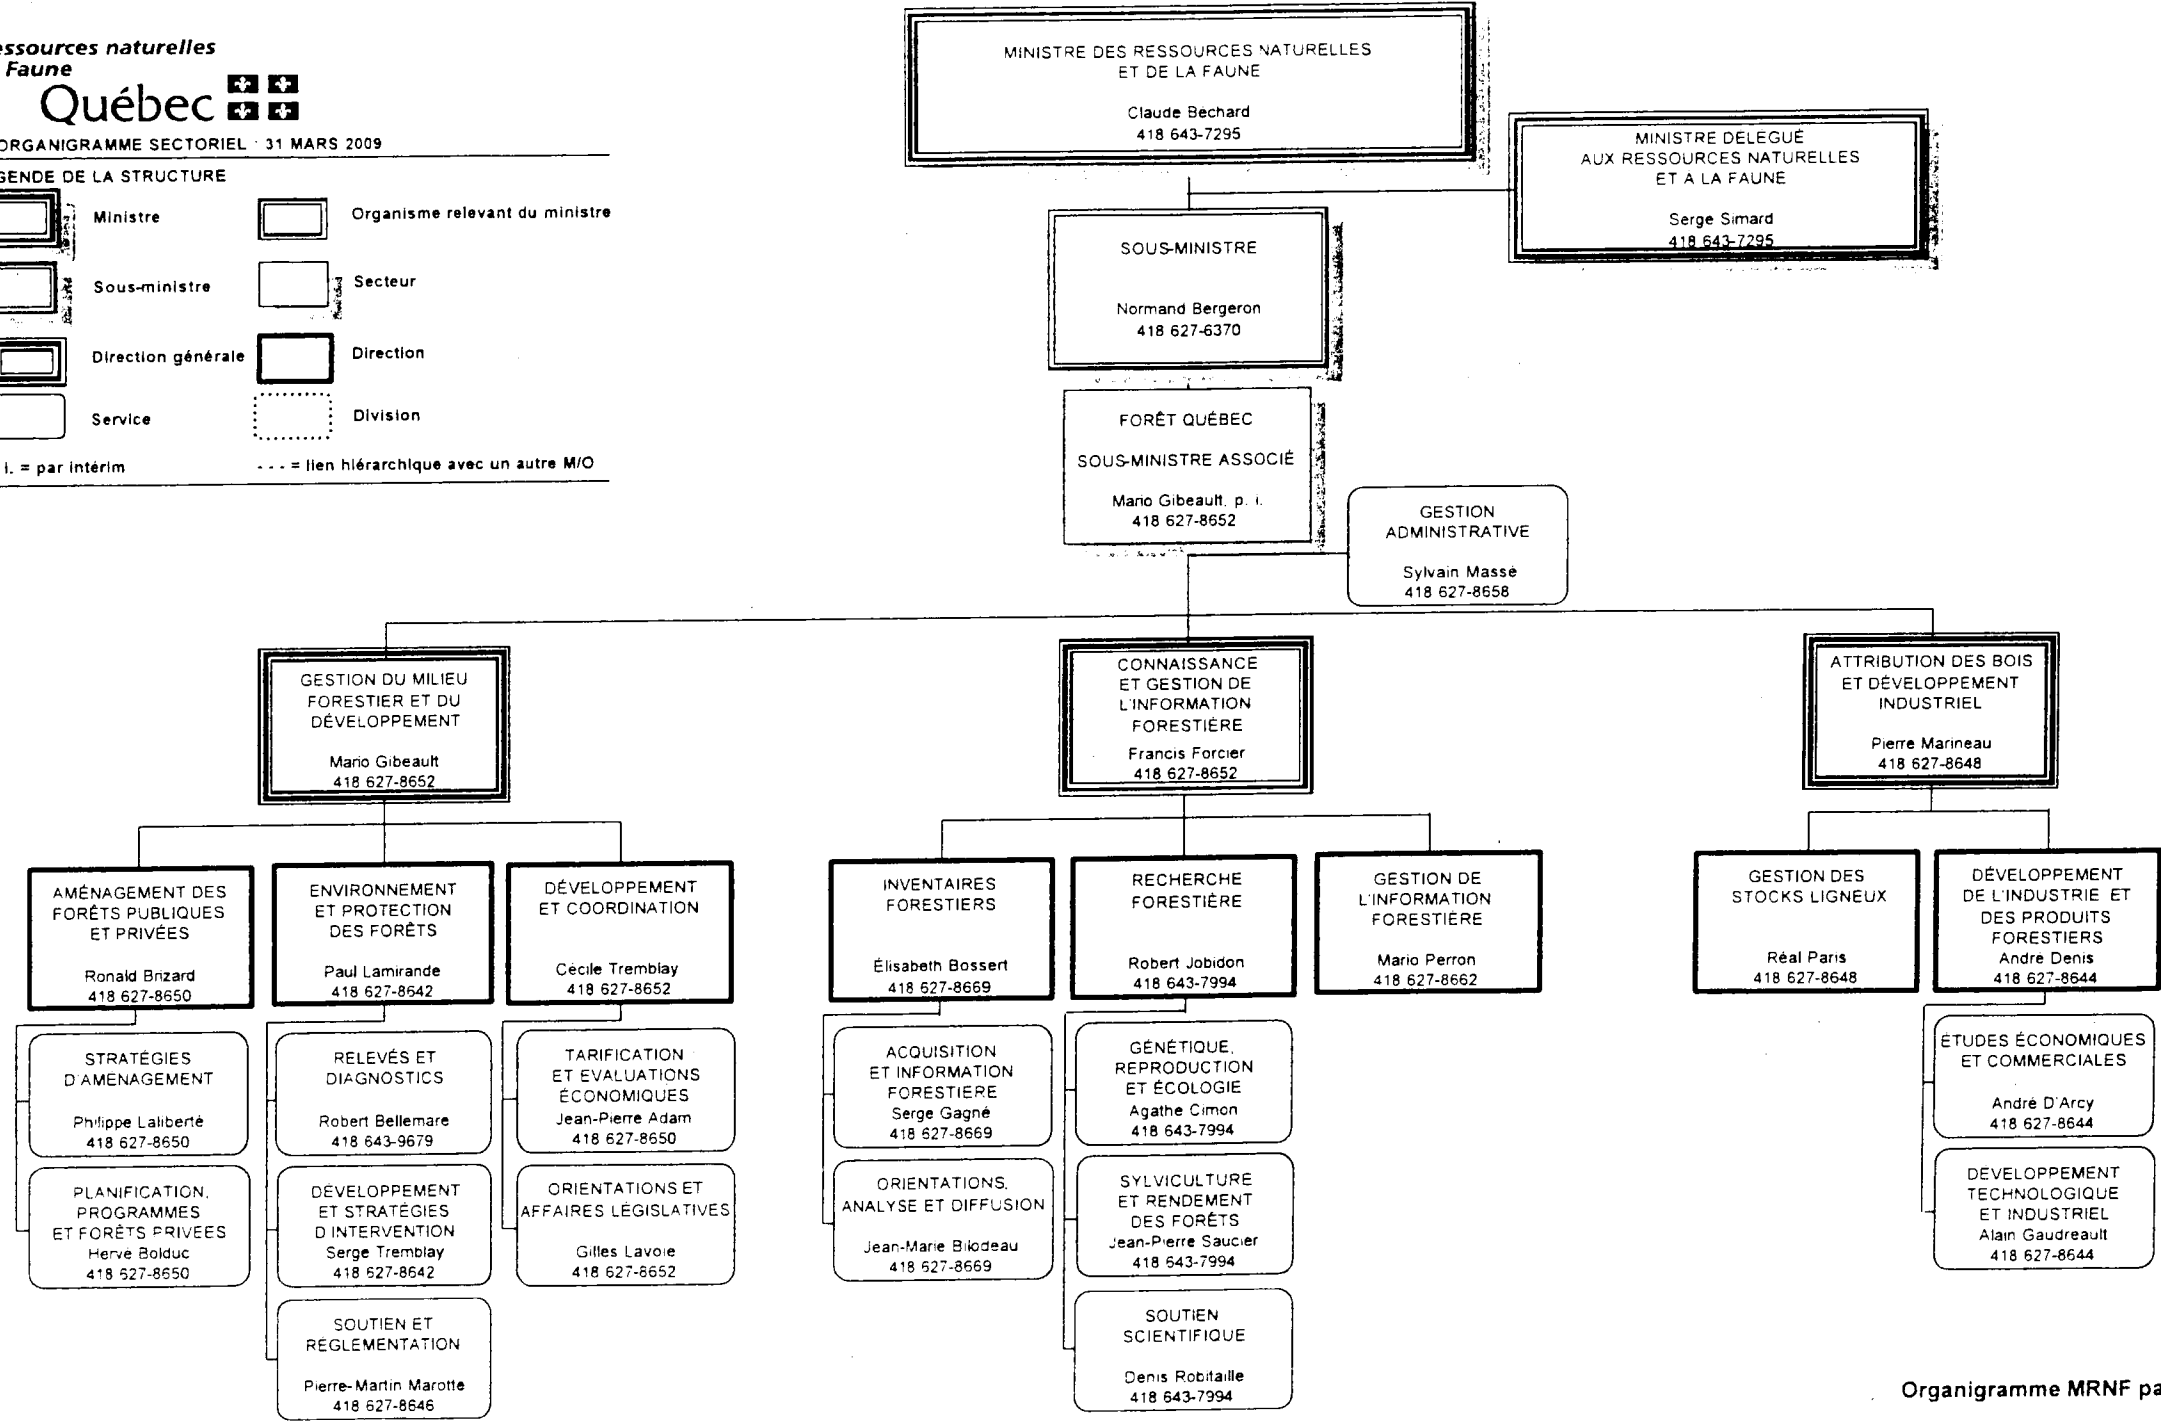 essources naturelles
Faune
Québec
ORGANIGRAMME SECTORIEL · 31 MARS 2009
GENDE DE LA STRUCTURE
Ministre
Organisme relevant du ministre
Sous-ministre
Secteur
Direction générale
Direction
Service
Division
i. = par intérim
- - - = lien hiérarchique avec un autre M/O
MINISTRE DES RESSOURCES NATURELLES
ET DE LA FAUNE
Claude Béchard
418 643-7295
MINISTRE DÉLÉGUÉ
AUX RESSOURCES NATURELLES
ET À LA FAUNE
Serge Simard
418 643-7295
SOUS-MINISTRE
Normand Bergeron
418 627-6370
FORÊT QUÉBEC
SOUS-MINISTRE ASSOCIÉ
Mario Gibeault, p. i.
418 627-8652
GESTION
ADMINISTRATIVE
Sylvain Massé
418 627-8658
GESTION DU MILIEU
FORESTIER ET DU
DÉVELOPPEMENT
Mario Gibeault
418 627-8652
CONNAISSANCE
ET GESTION DE
L'INFORMATION
FORESTIÈRE
Francis Forcier
418 627-8652
ATTRIBUTION DES BOIS
ET DÉVELOPPEMENT
INDUSTRIEL
Pierre Marineau
418 627-8648
AMÉNAGEMENT DES
FORÊTS PUBLIQUES
ET PRIVÉES
Ronald Brizard
418 627-8650
ENVIRONNEMENT
ET PROTECTION
DES FORÊTS
Paul Lamirande
418 627-8642
DÉVELOPPEMENT
ET COORDINATION
Cécile Tremblay
418 627-8652
INVENTAIRES
FORESTIERS
Élisabeth Bossert
418 627-8669
RECHERCHE
FORESTIÈRE
Robert Jobidon
418 643-7994
GESTION DE
L'INFORMATION
FORESTIÈRE
Mario Perron
418 627-8662
GESTION DES
STOCKS LIGNEUX
Réal Paris
418 627-8648
DÉVELOPPEMENT
DE L'INDUSTRIE ET
DES PRODUITS
FORESTIERS
André Denis
418 627-8644
STRATÉGIES
D'AMÉNAGEMENT
Philippe Laliberté
418 627-8650
RELEVÉS ET
DIAGNOSTICS
Robert Bellemare
418 643-9679
TARIFICATION
ET ÉVALUATIONS
ÉCONOMIQUES
Jean-Pierre Adam
418 627-8650
ACQUISITION
ET INFORMATION
FORESTIÈRE
Serge Gagné
418 627-8669
GÉNÉTIQUE,
REPRODUCTION
ET ÉCOLOGIE
Agathe Cimon
418 643-7994
ÉTUDES ÉCONOMIQUES
ET COMMERCIALES
André D'Arcy
418 627-8644
PLANIFICATION,
PROGRAMMES
ET FORÊTS PRIVÉES
Hervé Bolduc
418 627-8650
DÉVELOPPEMENT
ET STRATÉGIES
D'INTERVENTION
Serge Tremblay
418 627-8642
ORIENTATIONS ET
AFFAIRES LÉGISLATIVES
Gilles Lavoie
418 627-8652
ORIENTATIONS,
ANALYSE ET DIFFUSION
Jean-Marie Bilodeau
418 627-8669
SYLVICULTURE
ET RENDEMENT
DES FORÊTS
Jean-Pierre Saucier
418 643-7994
DÉVELOPPEMENT
TECHNOLOGIQUE
ET INDUSTRIEL
Alain Gaudreault
418 627-8644
SOUTIEN ET
RÉGLEMENTATION
Pierre-Martin Marotte
418 627-8646
SOUTIEN
SCIENTIFIQUE
Denis Robitaille
418 643-7994
Organigramme MRNF pa